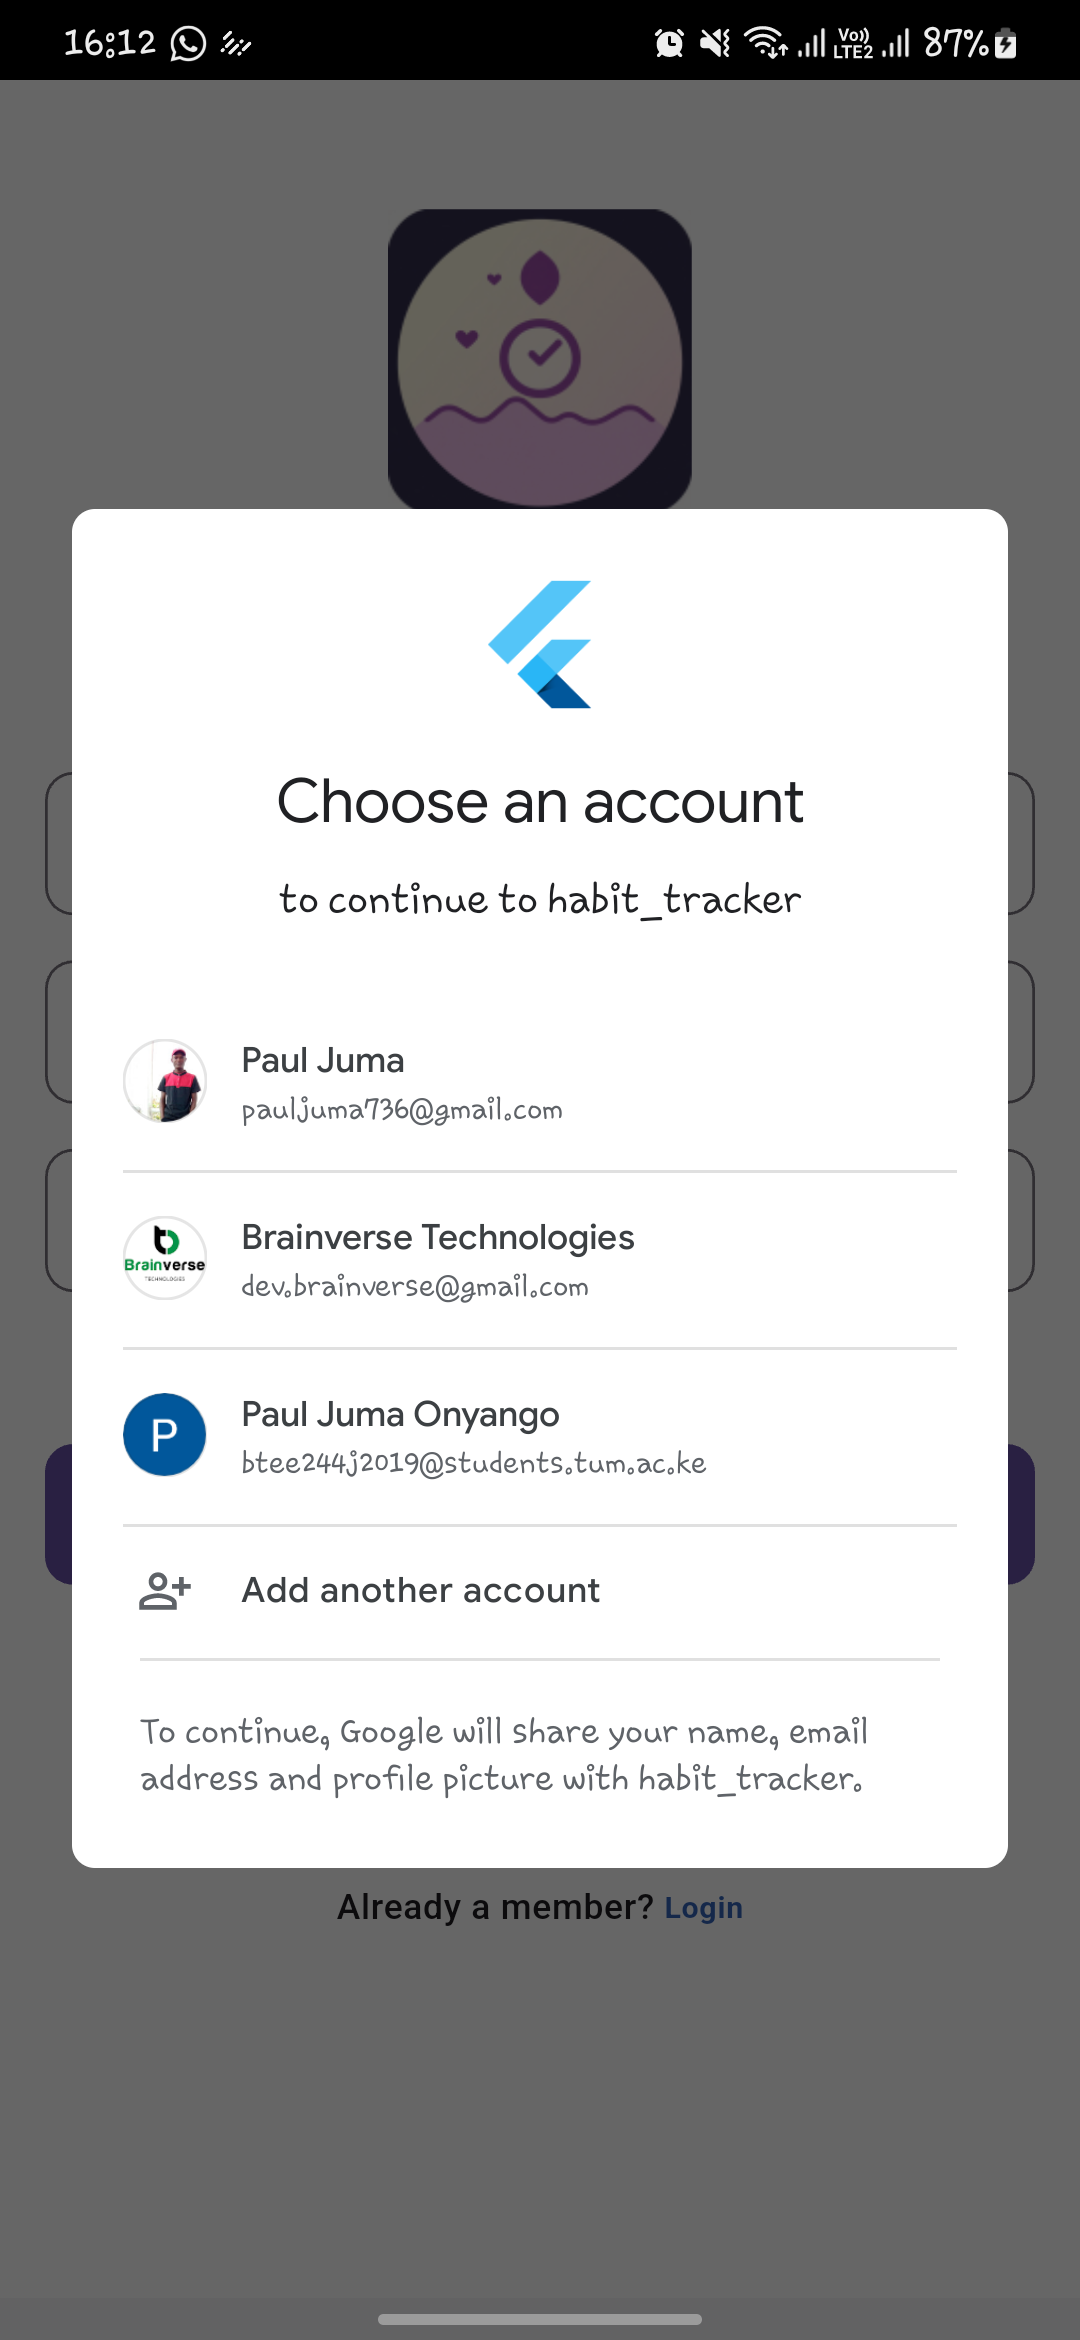 16:12
Vo))
LTE2
87%
Choose an account
to continue to habit_tracker
Paul Juma
pauljuma736@gmail.com
Brainverse
TECHNOLOGIES
Brainverse Technologies
dev.brainverse@gmail.com
P
Paul Juma Onyango
btee244j2019@students.tum.ac.ke
Add another account
To continue, Google will share your name, email
address and profile picture with habit_tracker.
Already a member? Login